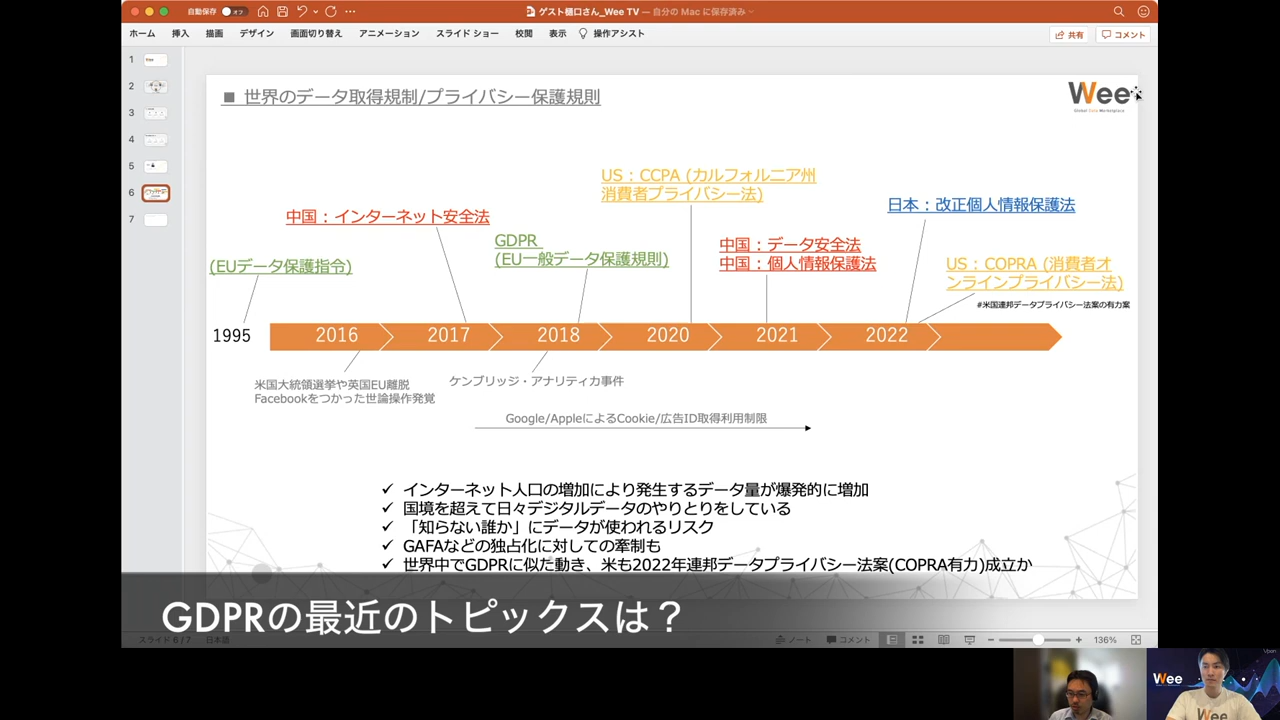 自動保存 オフ
ゲスト樋口さん_Wee TV — 自分の Mac に保存済み
ホーム 挿入 描画 デザイン 画面切り替え アニメーション スライド ショー 校閲 表示 操作アシスト 共有 コメント
1
2
3
4
5
6
7
■ 世界のデータ取得規制/プライバシー保護規則
Wee
Global Data Marketplace
US：CCPA (カルフォルニア州
消費者プライバシー法)
日本：改正個人情報保護法
中国：インターネット安全法
GDPR
(EU一般データ保護規則)
中国：データ安全法
中国：個人情報保護法
(EUデータ保護指令)
US：COPRA (消費者オ
ンラインプライバシー法)
#米国連邦データプライバシー法案の有力案
1995 2016 2017 2018 2020 2021 2022
米国大統領選挙や英国EU離脱
Facebookをつかった世論操作発覚
ケンブリッジ・アナリティカ事件
Google/AppleによるCookie/広告ID取得利用制限
✓ インターネット人口の増加により発生するデータ量が爆発的に増加
✓ 国境を超えて日々デジタルデータのやりとりをしている
✓ 「知らない誰か」にデータが使われるリスク
✓ GAFAなどの独占化に対しての牽制も
✓ 世界中でGDPRに似た動き、米も2022年連邦データプライバシー法案(COPRA有力)成立か
GDPRの最近のトピックスは？
スライド 6 / 7 日本語 ノート コメント 136%
Wee
Vpon
Wee